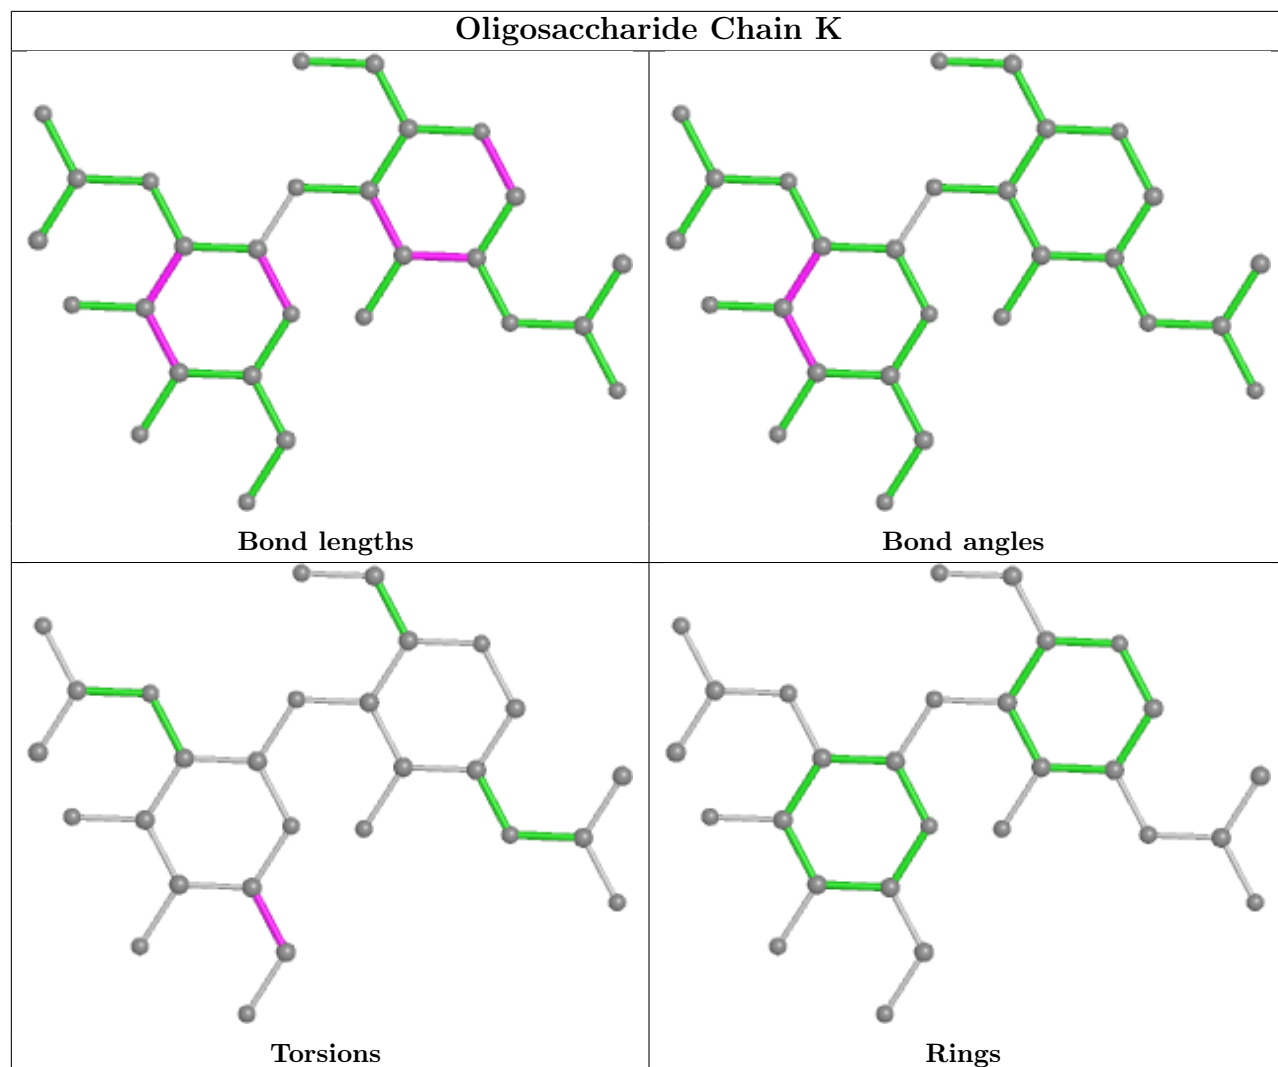 Oligosaccharide Chain K
Bond lengths
Bond angles
Torsions
Rings